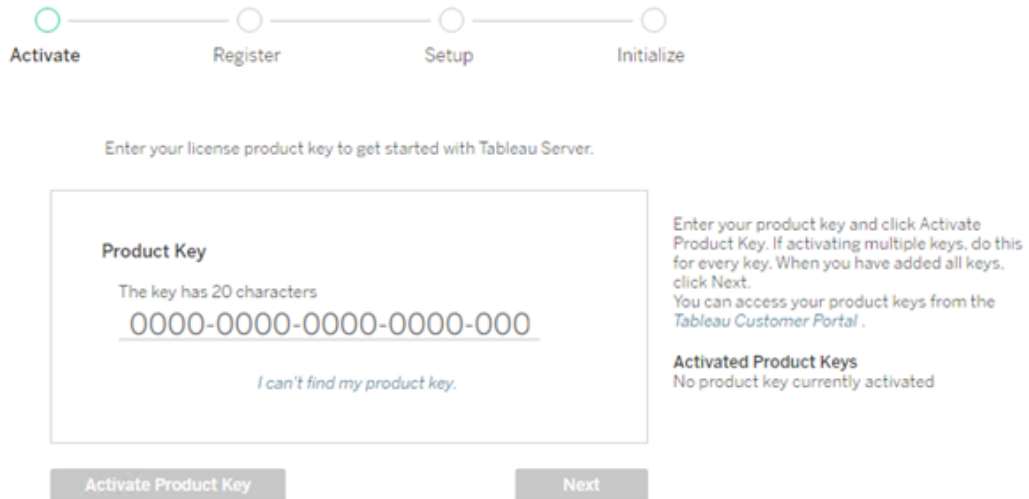 Activate Register Setup Initialize
Enter your license product key to get started with Tableau Server.
Product Key
The key has 20 characters
0000-0000-0000-0000-000
I can't find my product key.
Activate Product Key
Next
Enter your product key and click Activate
Product Key. If activating multiple keys, do this
for every key. When you have added all keys,
click Next.
You can access your product keys from the
Tableau Customer Portal .
Activated Product Keys
No product key currently activated